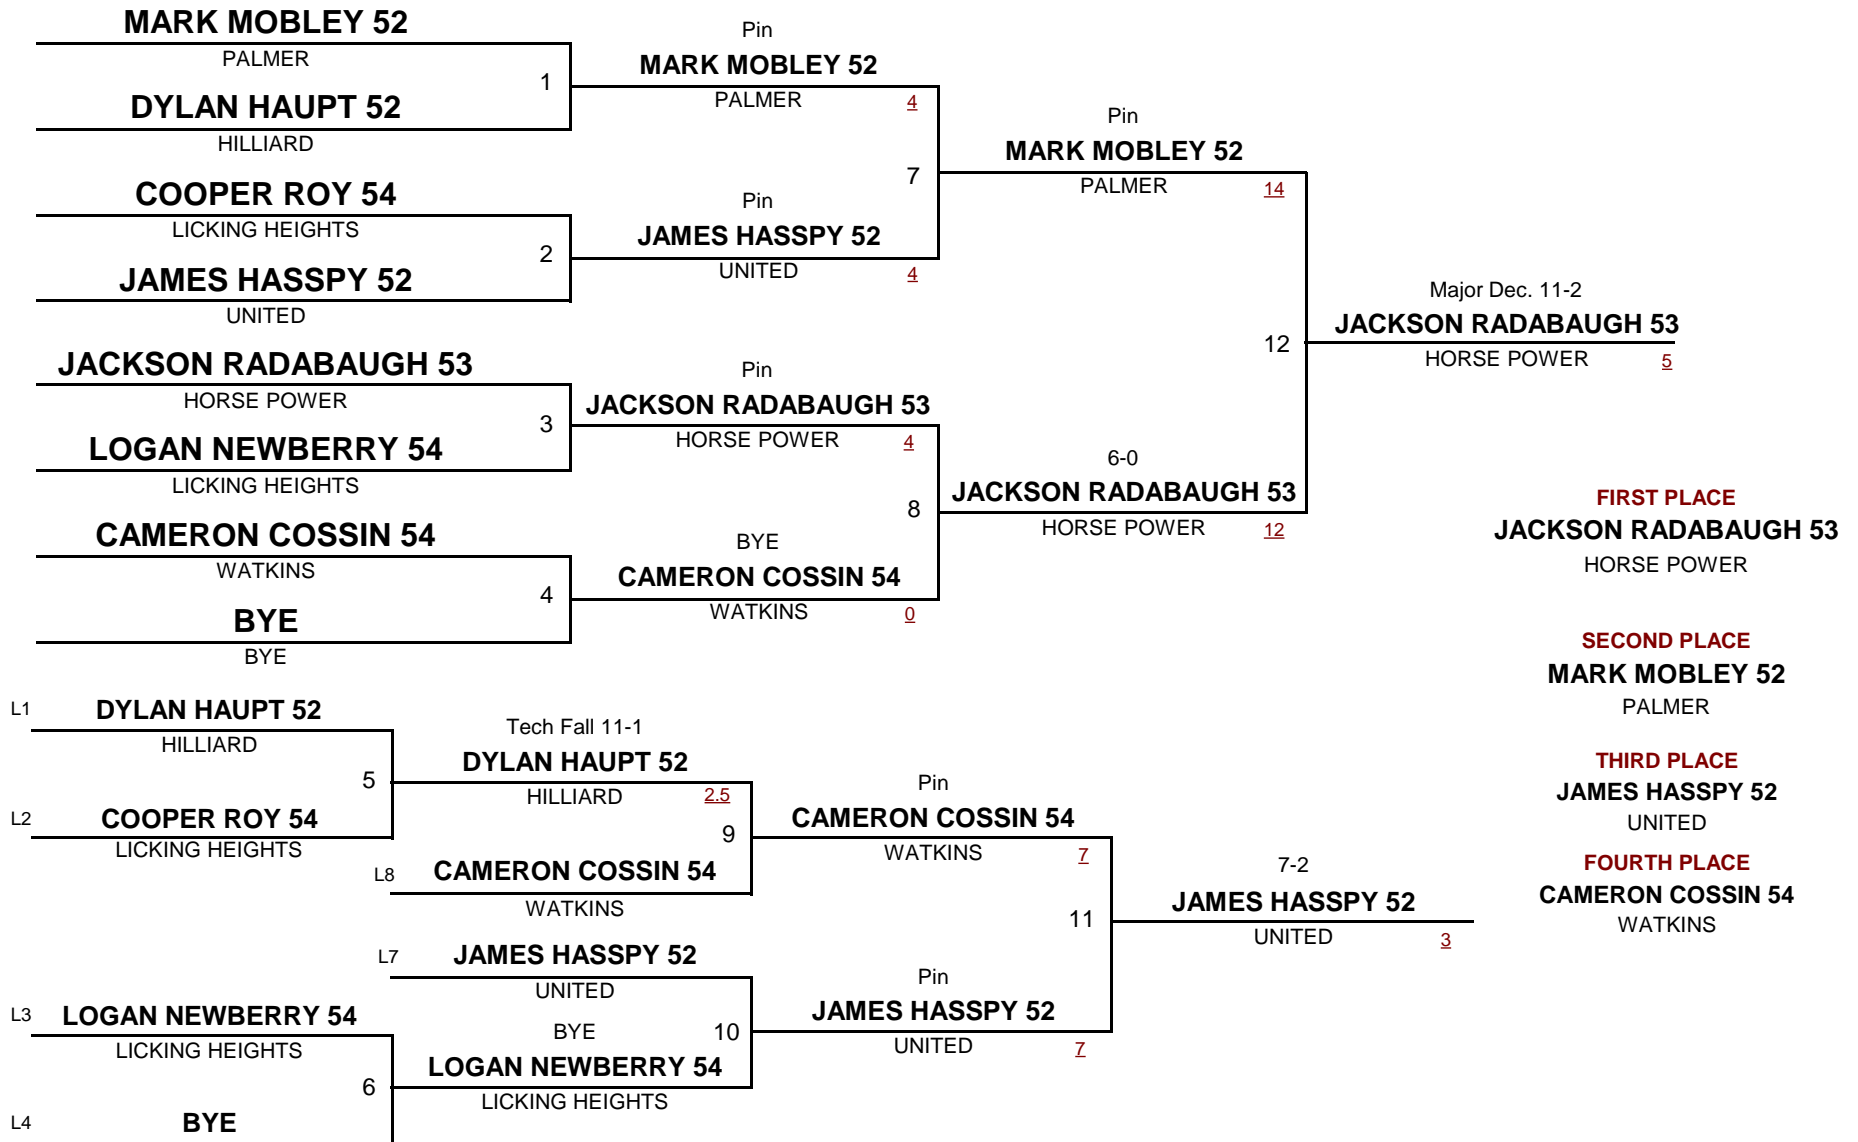 MARK MOBLEY 52
PALMER
1
DYLAN HAUPT 52
HILLIARD
COOPER ROY 54
LICKING HEIGHTS
2
JAMES HASSPY 52
UNITED
JACKSON RADABAUGH 53
HORSE POWER
3
LOGAN NEWBERRY 54
LICKING HEIGHTS
CAMERON COSSIN 54
WATKINS
4
BYE
BYE
Pin
MARK MOBLEY 52
PALMER 4
7
Pin
JAMES HASSPY 52
UNITED 4
Pin
JACKSON RADABAUGH 53
HORSE POWER 4
8
BYE
CAMERON COSSIN 54
WATKINS 0
Pin
MARK MOBLEY 52
PALMER 14
12
6-0
JACKSON RADABAUGH 53
HORSE POWER 12
Major Dec. 11-2
JACKSON RADABAUGH 53
HORSE POWER 5
FIRST PLACE
JACKSON RADABAUGH 53
HORSE POWER
SECOND PLACE
MARK MOBLEY 52
PALMER
THIRD PLACE
JAMES HASSPY 52
UNITED
FOURTH PLACE
CAMERON COSSIN 54
WATKINS
L1 DYLAN HAUPT 52
HILLIARD
5
L2 COOPER ROY 54
LICKING HEIGHTS
Tech Fall 11-1
DYLAN HAUPT 52
HILLIARD 2.5
9
L8 CAMERON COSSIN 54
WATKINS
L7 JAMES HASSPY 52
UNITED
L3 LOGAN NEWBERRY 54
LICKING HEIGHTS
6
L4 BYE
BYE
10
LOGAN NEWBERRY 54
LICKING HEIGHTS
Pin
CAMERON COSSIN 54
WATKINS 7
11
Pin
JAMES HASSPY 52
UNITED 7
7-2
JAMES HASSPY 52
UNITED 3